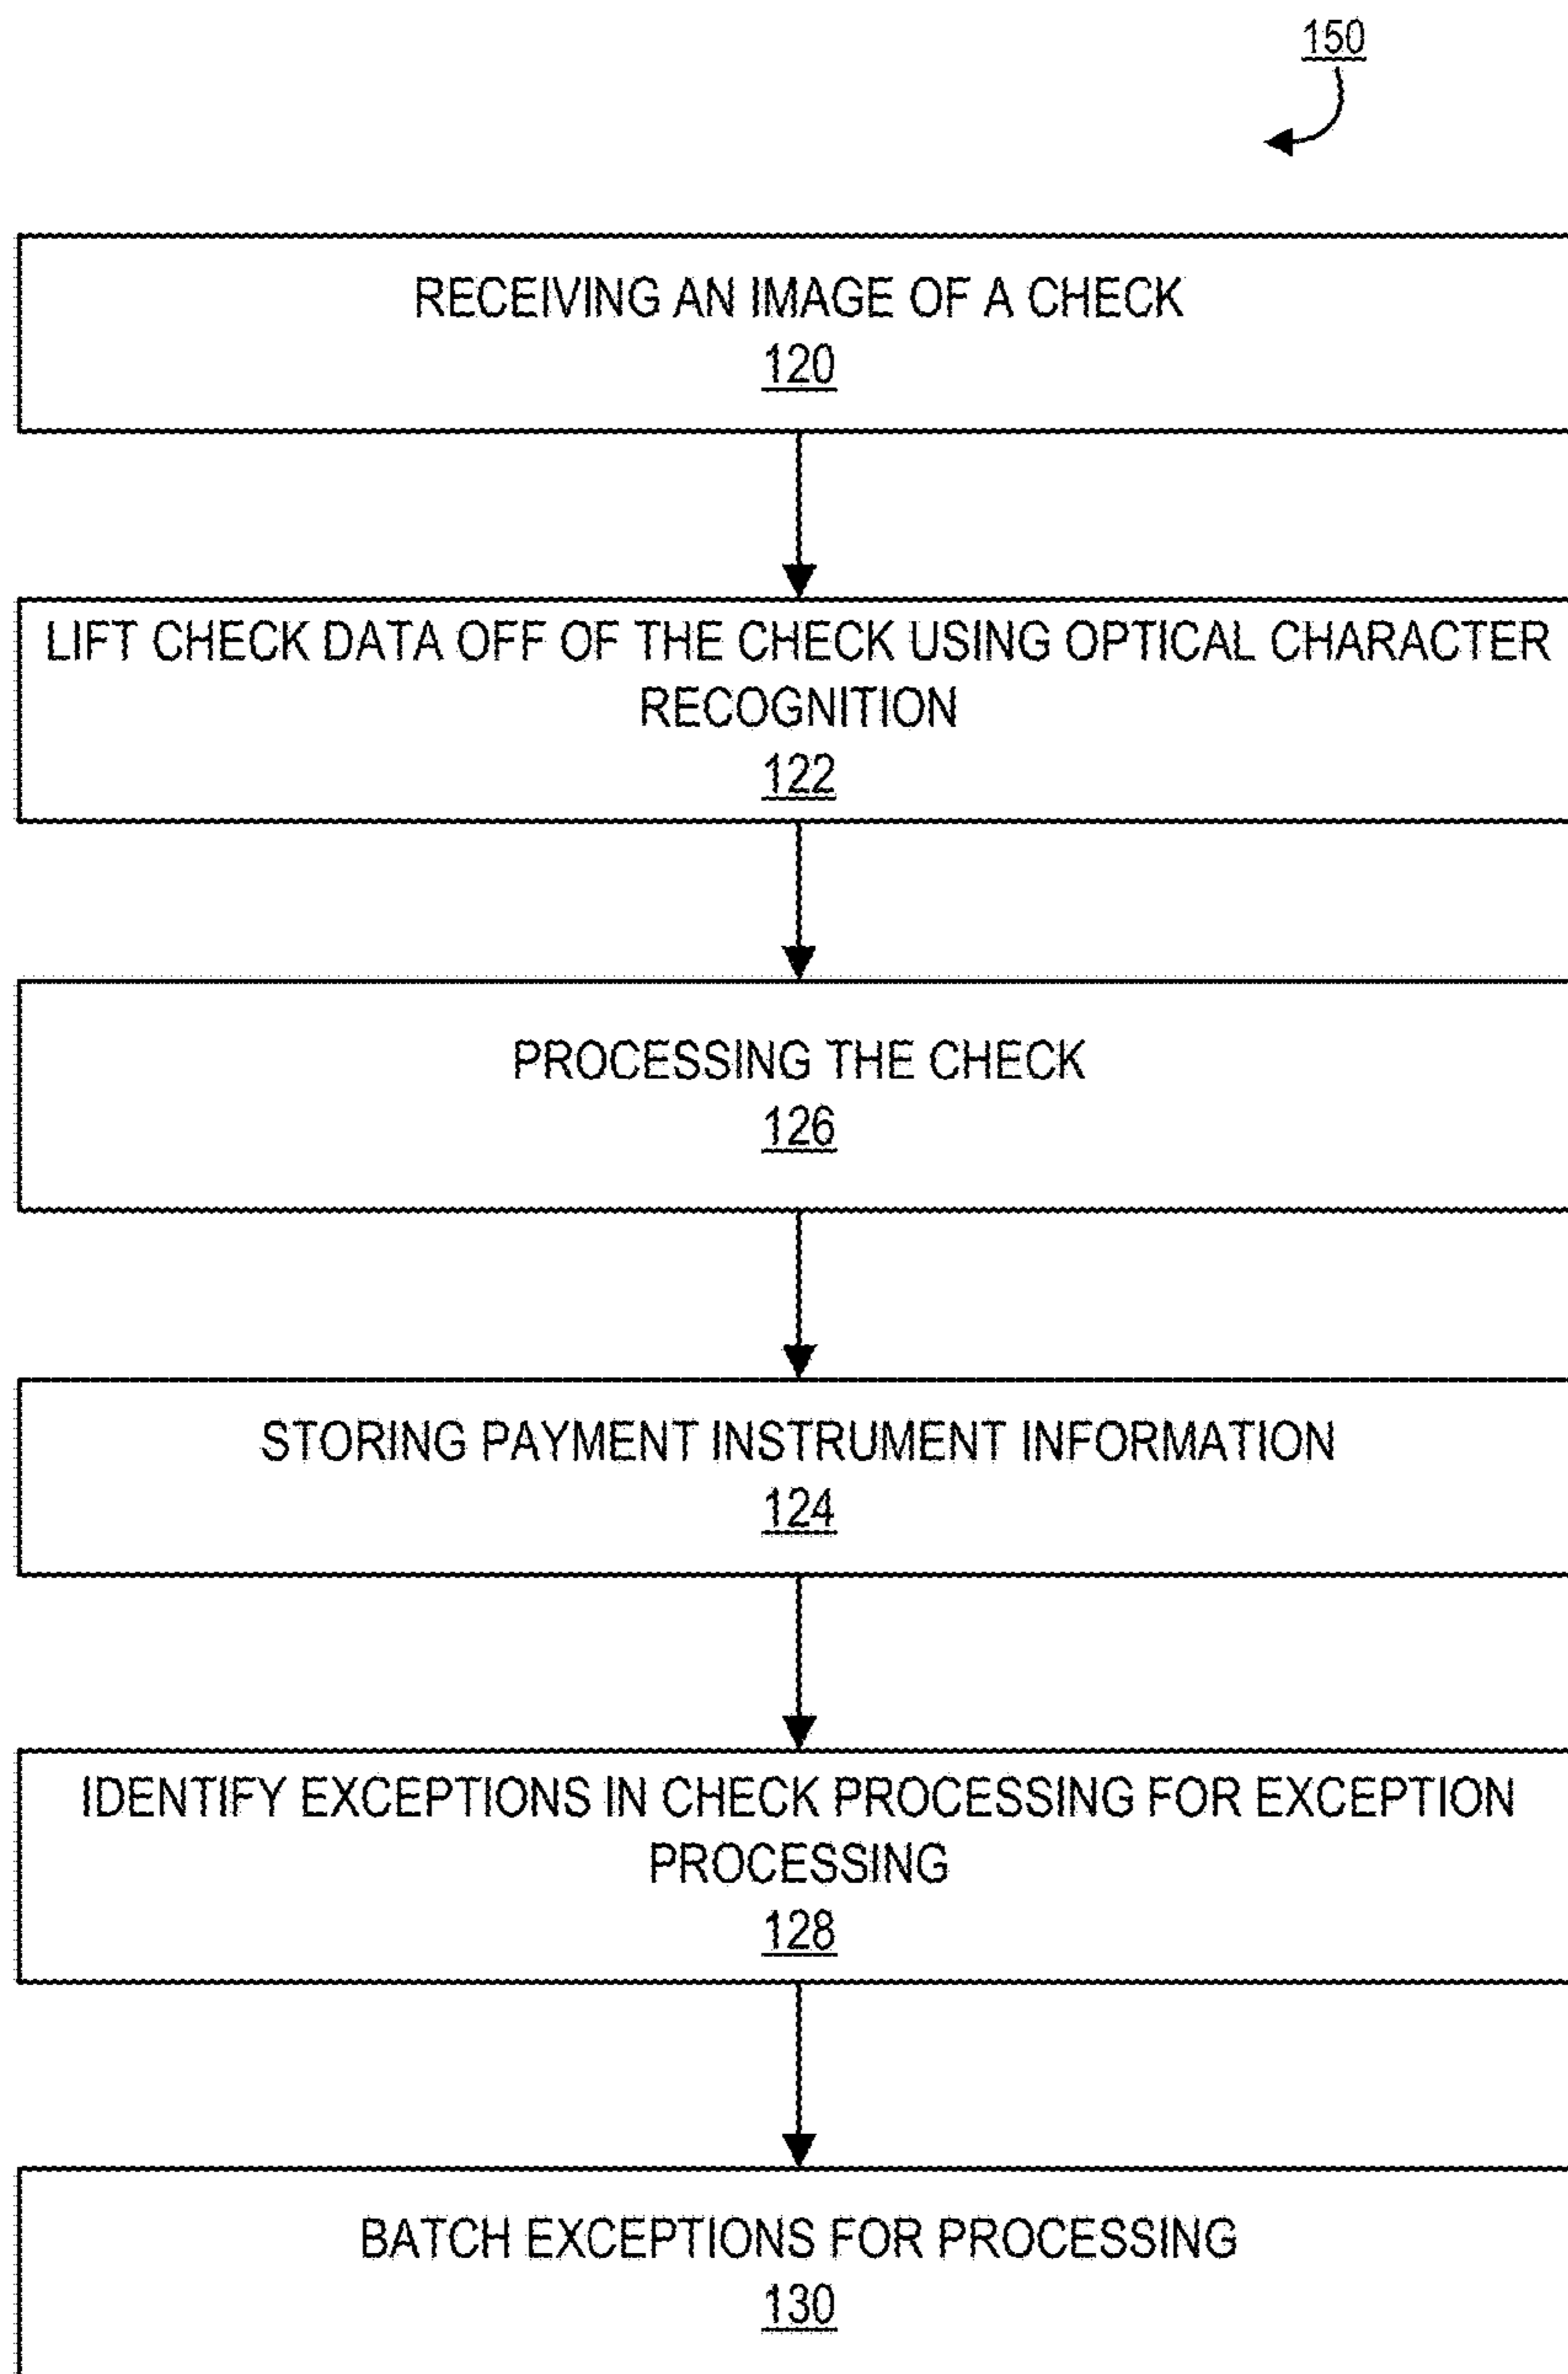 150
RECEIVING AN IMAGE OF A CHECK
120
LIFT CHECK DATA OFF OF THE CHECK USING OPTICAL CHARACTER
RECOGNITION
122
PROCESSING THE CHECK
126
STORING PAYMENT INSTRUMENT INFORMATION
124
IDENTIFY EXCEPTIONS IN CHECK PROCESSING FOR EXCEPTION
PROCESSING
128
BATCH EXCEPTIONS FOR PROCESSING
130